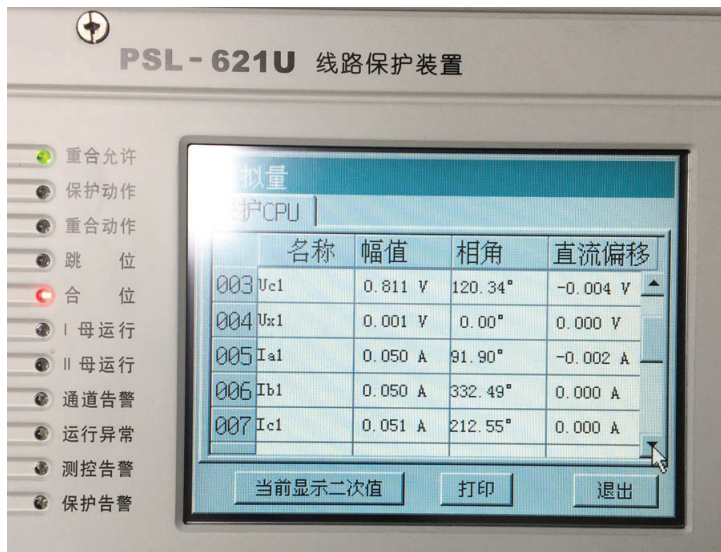 PSL-621U 线路保护装置
重合允许
保护动作
重合动作
跳 位
合 位
I 母运行
II 母运行
通道告警
运行异常
测控告警
保护告警
拟量
护CPU
名称 幅值 相角 直流偏移
003 Uc1 0.811 V 120.34° -0.004 V
004 Ux1 0.001 V 0.00° 0.000 V
005 Ia1 0.050 A 91.90° -0.002 A
006 Ib1 0.050 A 332.49° 0.000 A
007 Ic1 0.051 A 212.55° 0.000 A
当前显示二次值 打印 退出